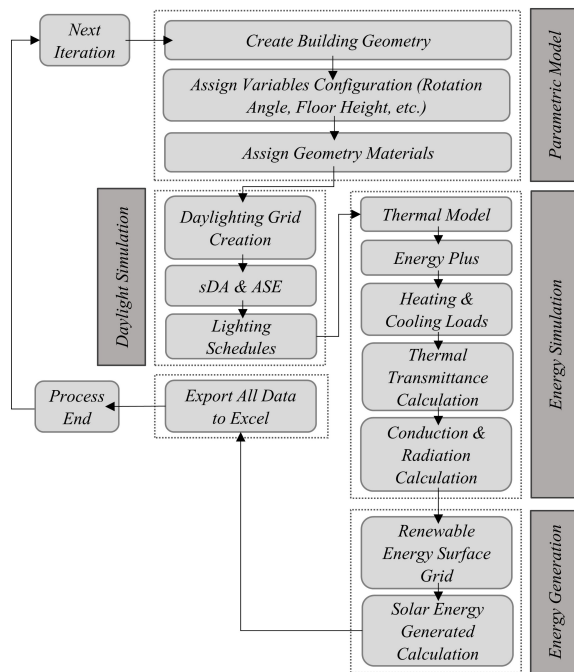 Next
Iteration
Create Building Geometry
Assign Variables Configuration (Rotation
Angle, Floor Height, etc.)
Assign Geometry Materials
Parametric Model
Daylight Simulation
Daylighting Grid
Creation
sDA & ASE
Lighting
Schedules
Thermal Model
Energy Plus
Heating &
Cooling Loads
Thermal
Transmittance
Calculation
Conduction &
Radiation
Calculation
Energy Simulation
Process
End
Export All Data
to Excel
Renewable
Energy Surface
Grid
Solar Energy
Generated
Calculation
Energy Generation